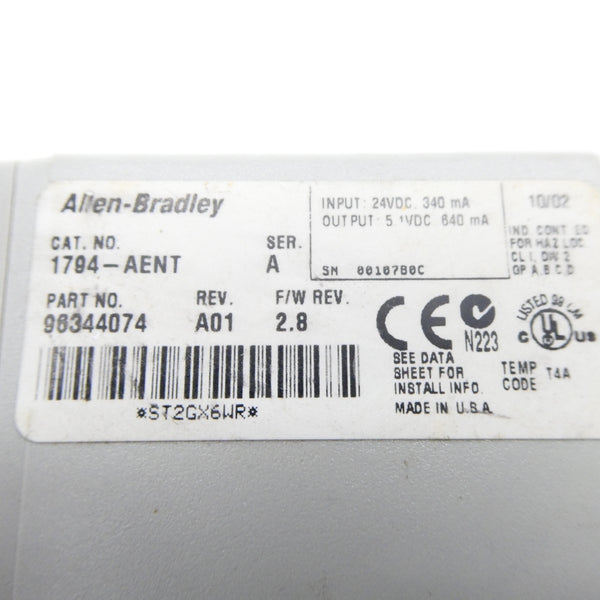 Allen-Bradley
CAT. NO. SER.
1794-AENT A
PART NO. REV. F/W REV.
96344074 A01 2.8
*ST2GX6WR*
INPUT: 24VDC, 340 mA
OUTPUT: 5.1VDC 640 mA
SN 00107B0C
10/02
IND. CONT. EQ
FOR HAZ LOC.
CL I, DIV 2
GP A, B, C, D
CE N223
LISTED
C UL US
SEE DATA
SHEET FOR
INSTALL INFO.
TEMP T4A
CODE
MADE IN U.S.A.